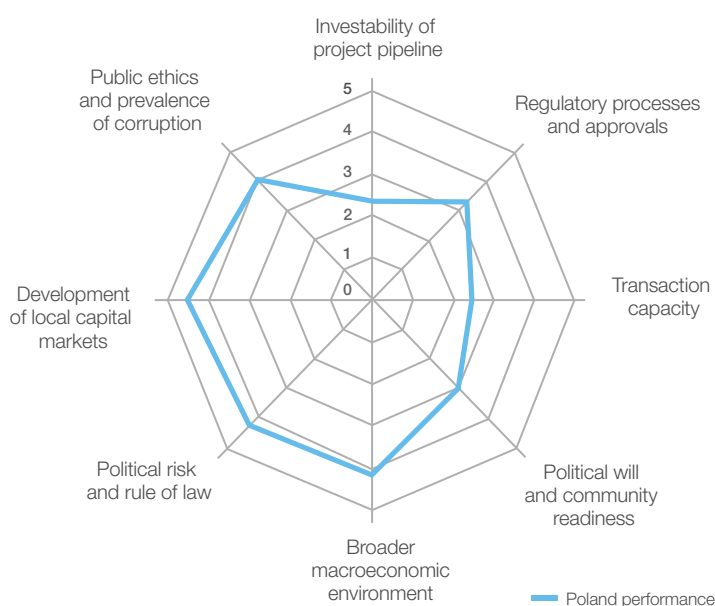 Investability of
project pipeline
Public ethics
and prevalence
of corruption
Regulatory processes
and approvals
5
4
3
2
1
0
Development
of local capital
markets
Transaction
capacity
Political risk
and rule of law
Political will
and community
readiness
Broader
macroeconomic
environment
Poland performance